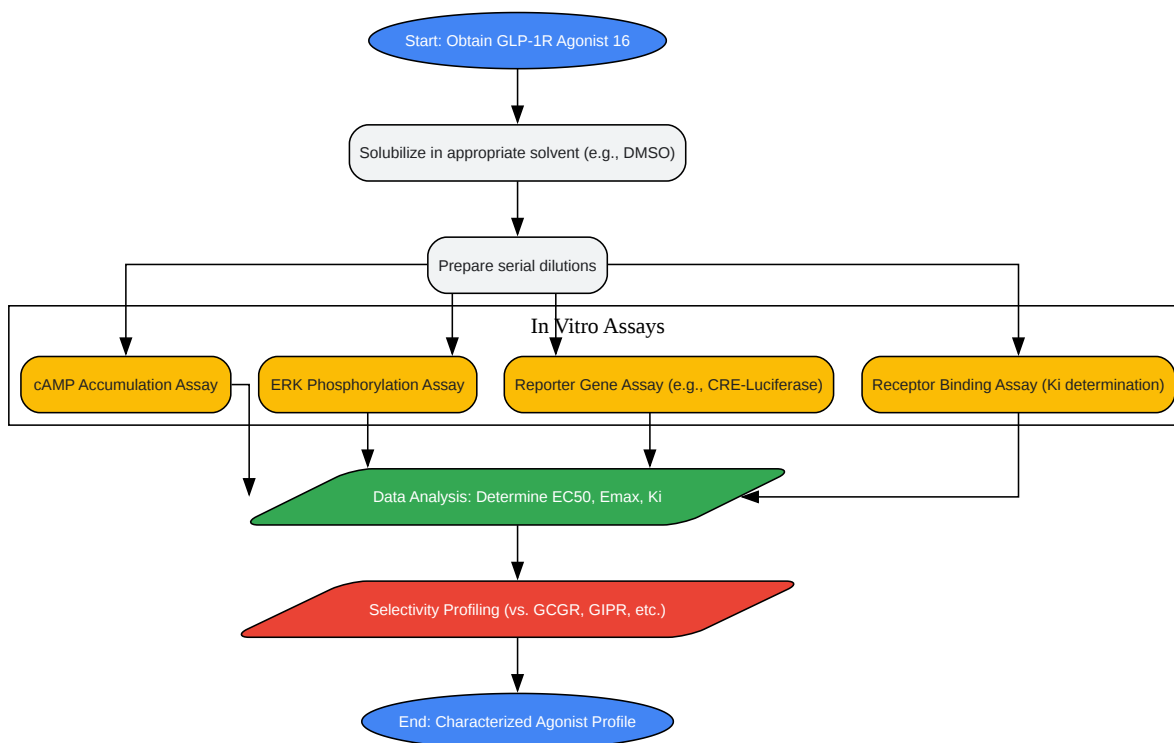 Start: Obtain GLP-1R Agonist 16
Solubilize in appropriate solvent (e.g., DMSO)
Prepare serial dilutions
In Vitro Assays
cAMP Accumulation Assay
ERK Phosphorylation Assay
Reporter Gene Assay (e.g., CRE-Luciferase)
Receptor Binding Assay (Ki determination)
Data Analysis: Determine EC50, Emax, Ki
Selectivity Profiling (vs. GCGR, GIPR, etc.)
End: Characterized Agonist Profile